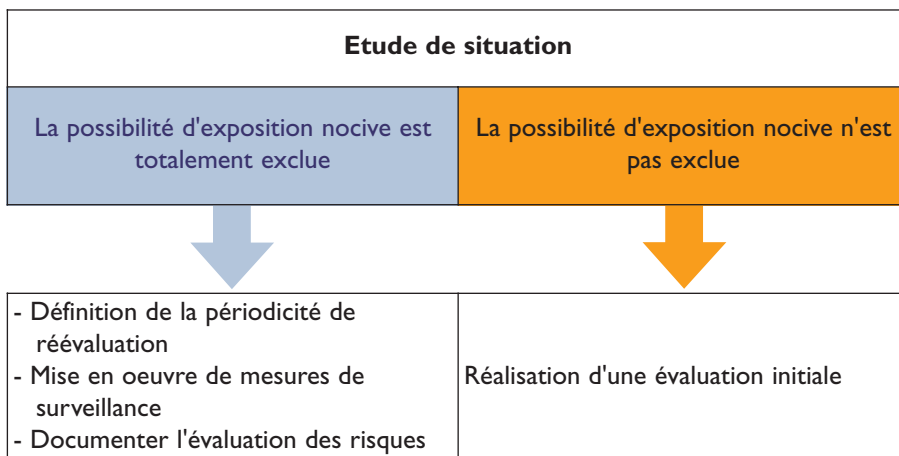 Etude de situation
La possibilité d'exposition nocive est
totalement exclue
La possibilité d'exposition nocive n'est
pas exclue
- Définition de la périodicité de
réévaluation
- Mise en oeuvre de mesures de
surveillance
- Documenter l'évaluation des risques
Réalisation d'une évaluation initiale